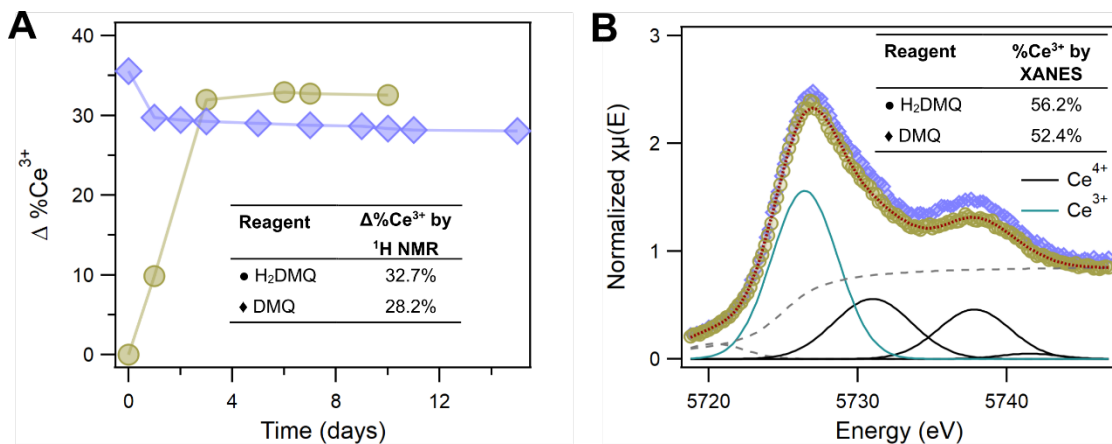 A
Δ %Ce³⁺
40
30
20
10
0
0
4
8
12
Time (days)
Reagent
Δ%Ce³⁺ by
¹H NMR
● H₂DMQ
32.7%
♦ DMQ
28.2%
B
Normalized χμ(E)
3
2
1
0
5720
5730
5740
Energy (eV)
Reagent
%Ce³⁺ by
XANES
● H₂DMQ
56.2%
♦ DMQ
52.4%
Ce⁴⁺
Ce³⁺